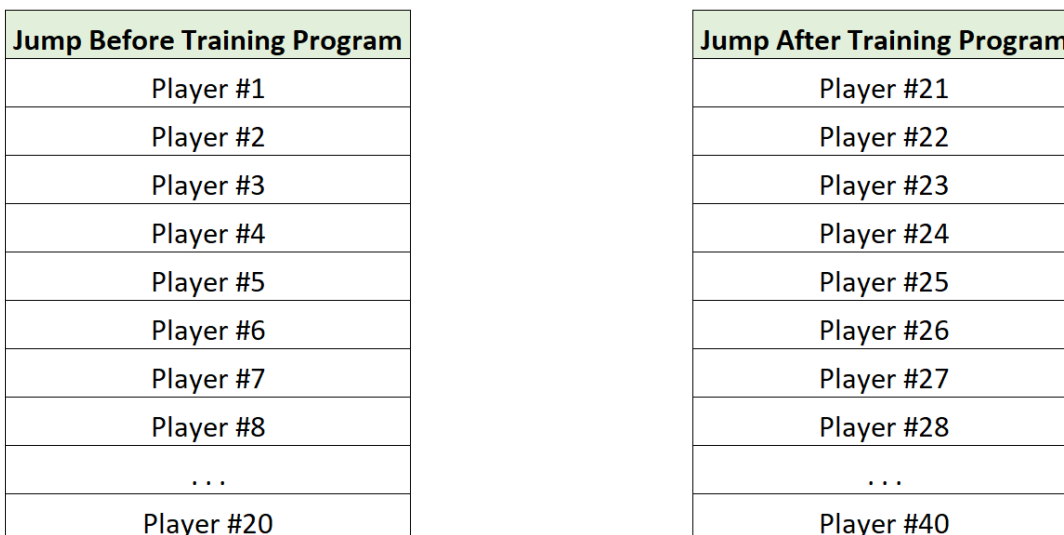 Jump Before Training Program
Player #1
Player #2
Player #3
Player #4
Player #5
Player #6
Player #7
Player #8
. . .
Player #20
Jump After Training Program
Player #21
Player #22
Player #23
Player #24
Player #25
Player #26
Player #27
Player #28
. . .
Player #40